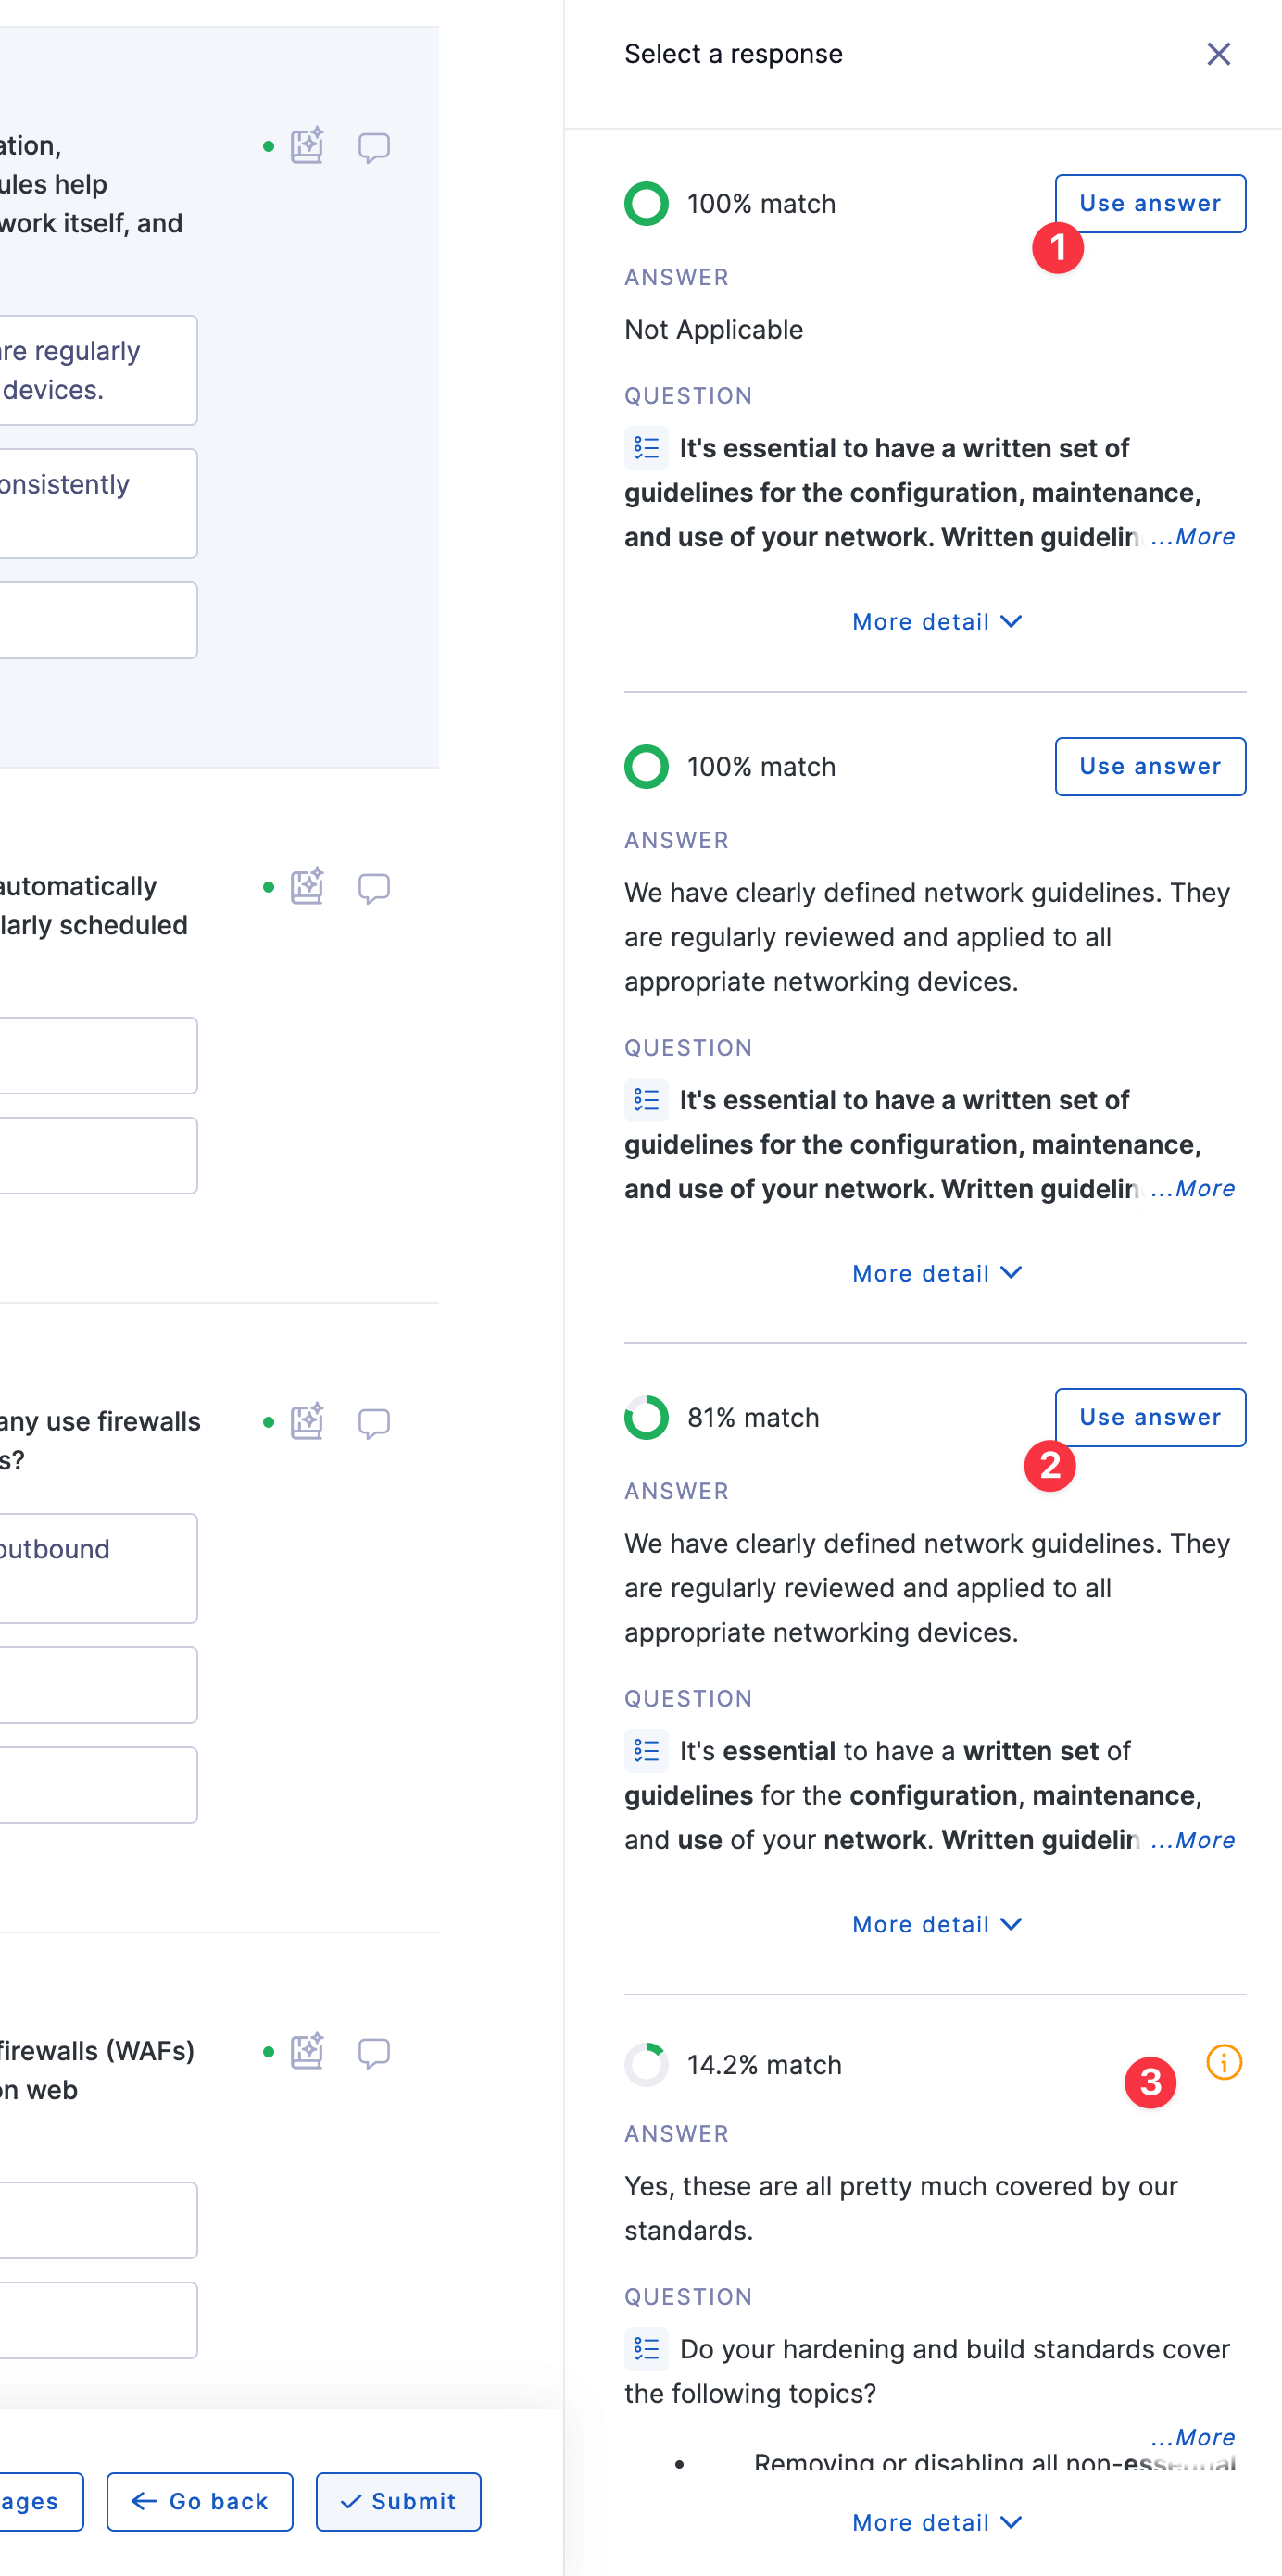 ation,
ules help
work itself, and
are regularly
devices.
onsistently
automatically
larly scheduled
any use firewalls
s?
outbound
firewalls (WAFs)
on web
ages
Go back
Submit
Select a response
100% match
Use answer
1
ANSWER
Not Applicable
QUESTION
It's essential to have a written set of
guidelines for the configuration, maintenance,
and use of your network. Written guidelin ...More
More detail
100% match
Use answer
ANSWER
We have clearly defined network guidelines. They
are regularly reviewed and applied to all
appropriate networking devices.
QUESTION
It's essential to have a written set of
guidelines for the configuration, maintenance,
and use of your network. Written guidelin ...More
More detail
81% match
Use answer
2
ANSWER
We have clearly defined network guidelines. They
are regularly reviewed and applied to all
appropriate networking devices.
QUESTION
It's essential to have a written set of
guidelines for the configuration, maintenance,
and use of your network. Written guidelin ...More
More detail
14.2% match
3
ANSWER
Yes, these are all pretty much covered by our
standards.
QUESTION
Do your hardening and build standards cover
the following topics?
...More
• Removing or disabling all non-essential
More detail